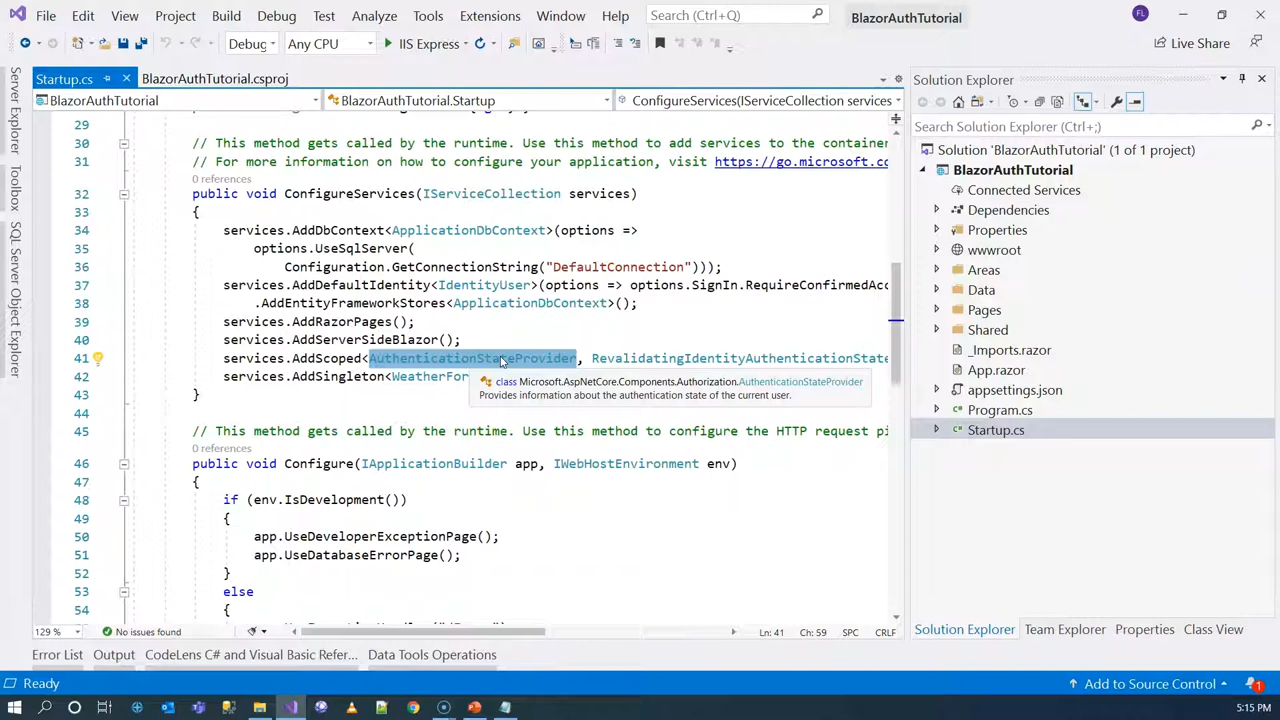 File Edit View Project Build Debug Test Analyze Tools Extensions Window Help Search (Ctrl+Q) BlazorAuthTutorial FL
Debug Any CPU IIS Express Live Share
Startup.cs BlazorAuthTutorial.csproj
BlazorAuthTutorial BlazorAuthTutorial.Startup ConfigureServices(IServiceCollection services
29
30 // This method gets called by the runtime. Use this method to add services to the container
31 // For more information on how to configure your application, visit https://go.microsoft.co
0 references
32 public void ConfigureServices(IServiceCollection services)
33 {
34 services.AddDbContext<ApplicationDbContext>(options =>
35 options.UseSqlServer(
36 Configuration.GetConnectionString("DefaultConnection")));
37 services.AddDefaultIdentity<IdentityUser>(options => options.SignIn.RequireConfirmedAcc
38 .AddEntityFrameworkStores<ApplicationDbContext>();
39 services.AddRazorPages();
40 services.AddServerSideBlazor();
41 services.AddScoped<AuthenticationStateProvider, RevalidatingIdentityAuthenticationState
42 services.AddSingleton<WeatherFor
class Microsoft.AspNetCore.Components.Authorization.AuthenticationStateProvider
Provides information about the authentication state of the current user.
43 }
44
45 // This method gets called by the runtime. Use this method to configure the HTTP request pi
0 references
46 public void Configure(IApplicationBuilder app, IWebHostEnvironment env)
47 {
48 if (env.IsDevelopment())
49 {
50 app.UseDeveloperExceptionPage();
51 app.UseDatabaseErrorPage();
52 }
53 else
54 {
129 % No issues found Ln: 41 Ch: 59 SPC CRLF
Server Explorer
Toolbox
SQL Server Object Explorer
Solution Explorer
Search Solution Explorer (Ctrl+;)
Solution 'BlazorAuthTutorial' (1 of 1 project)
BlazorAuthTutorial
Connected Services
Dependencies
Properties
wwwroot
Areas
Data
Pages
Shared
_Imports.razor
App.razor
appsettings.json
Program.cs
Startup.cs
Solution Explorer Team Explorer Properties Class View
Error List Output CodeLens C# and Visual Basic Refer... Data Tools Operations
Ready Add to Source Control 1
5:15 PM